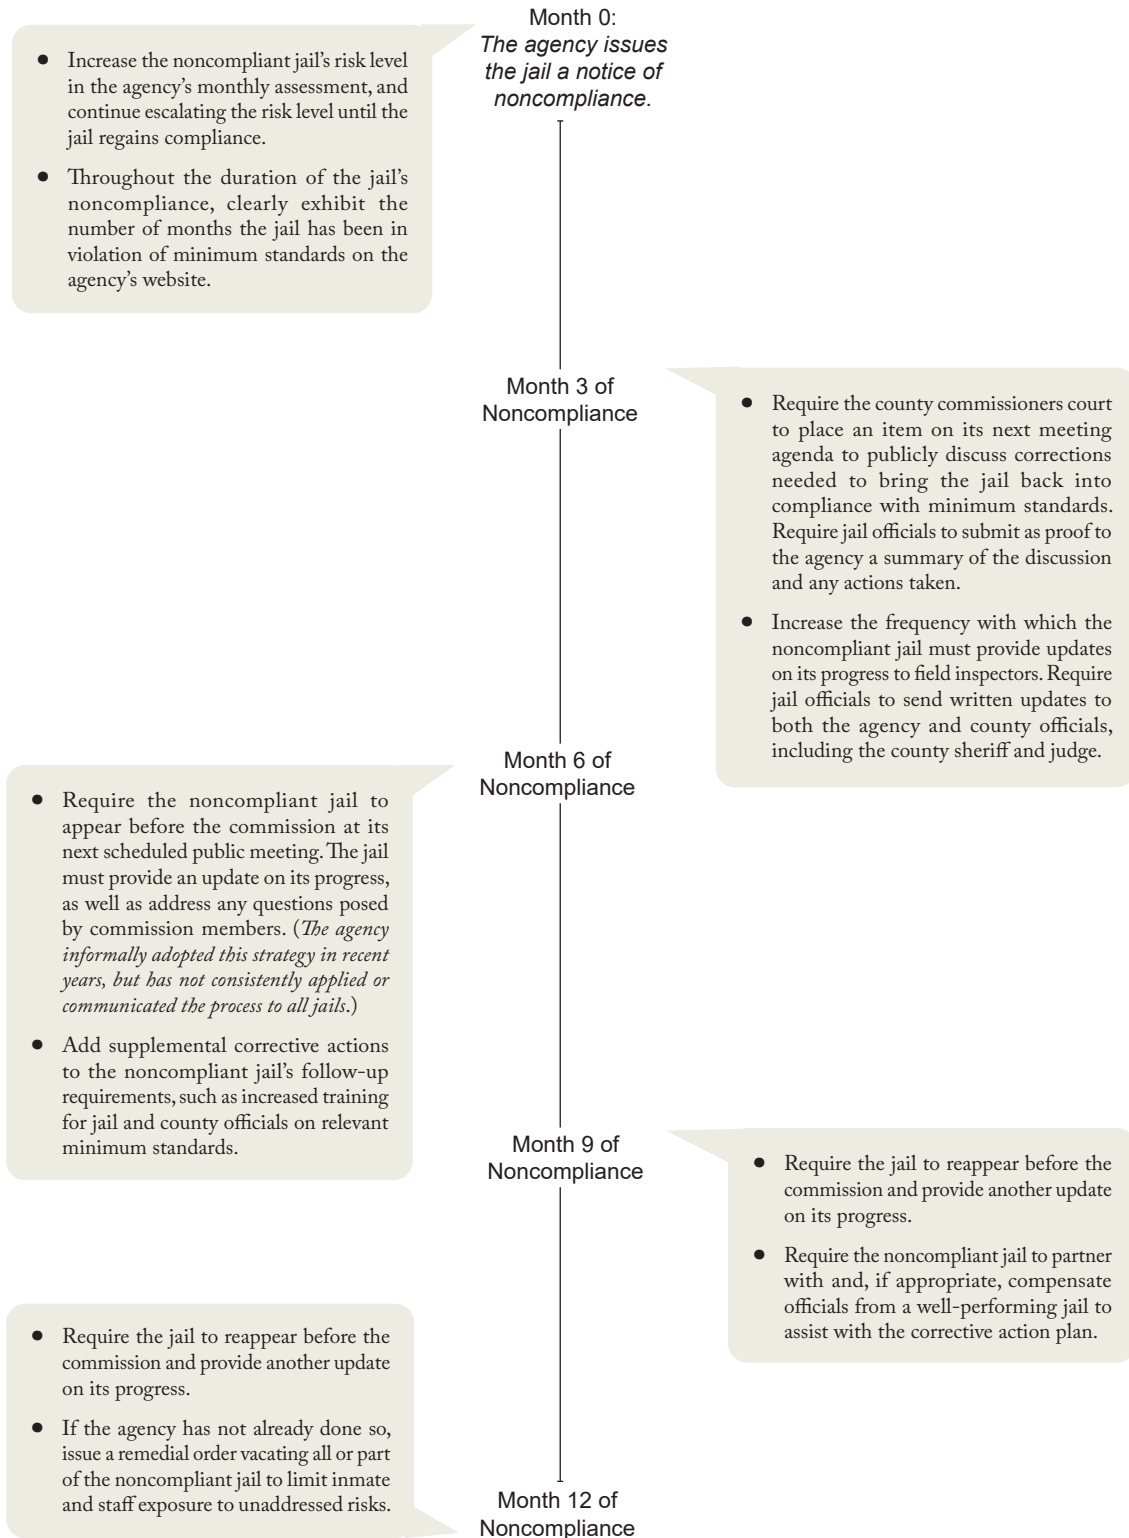 Month 0:
The agency issues
the jail a notice of
noncompliance.
• Increase the noncompliant jail's risk level
in the agency's monthly assessment, and
continue escalating the risk level until the
jail regains compliance.
• Throughout the duration of the jail's
noncompliance, clearly exhibit the
number of months the jail has been in
violation of minimum standards on the
agency's website.
Month 3 of
Noncompliance
• Require the county commissioners court
to place an item on its next meeting
agenda to publicly discuss corrections
needed to bring the jail back into
compliance with minimum standards.
Require jail officials to submit as proof to
the agency a summary of the discussion
and any actions taken.
• Increase the frequency with which the
noncompliant jail must provide updates
on its progress to field inspectors. Require
jail officials to send written updates to
both the agency and county officials,
including the county sheriff and judge.
Month 6 of
Noncompliance
• Require the noncompliant jail to
appear before the commission at its
next scheduled public meeting. The jail
must provide an update on its progress,
as well as address any questions posed
by commission members. (The agency
informally adopted this strategy in recent
years, but has not consistently applied or
communicated the process to all jails.)
• Add supplemental corrective actions
to the noncompliant jail's follow-up
requirements, such as increased training
for jail and county officials on relevant
minimum standards.
Month 9 of
Noncompliance
• Require the jail to reappear before the
commission and provide another update
on its progress.
• Require the noncompliant jail to partner
with and, if appropriate, compensate
officials from a well-performing jail to
assist with the corrective action plan.
• Require the jail to reappear before the
commission and provide another update
on its progress.
• If the agency has not already done so,
issue a remedial order vacating all or part
of the noncompliant jail to limit inmate
and staff exposure to unaddressed risks.
Month 12 of
Noncompliance